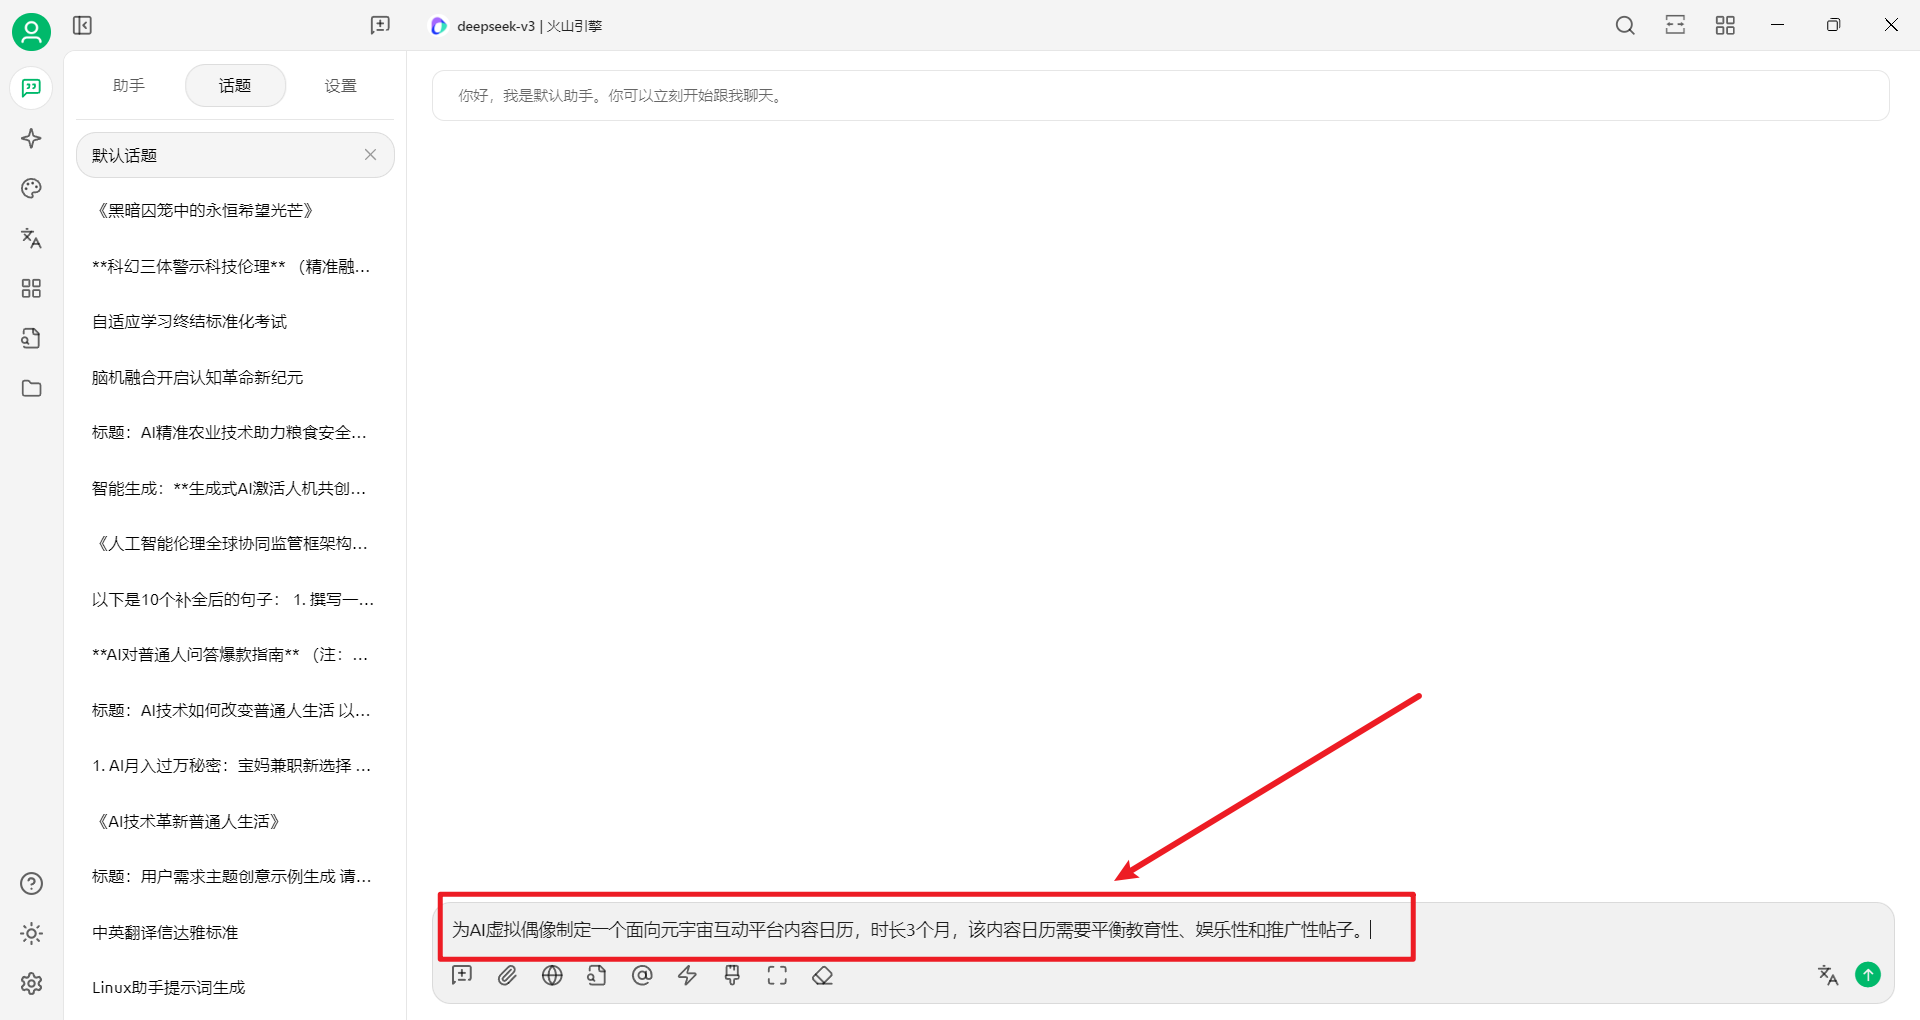 deepseek-v3 | 火山引擎
助手
话题
设置
默认话题
《黑暗囚笼中的永恒希望光芒》
**科幻三体警示科技伦理** （精准融...
自适应学习终结标准化考试
脑机融合开启认知革命新纪元
标题：AI精准农业技术助力粮食安全...
智能生成：**生成式AI激活人机共创...
《人工智能伦理全球协同监管框架构...
以下是10个补全后的句子： 1. 撰写一...
**AI对普通人问答爆款指南** （注：...
标题：AI技术如何改变普通人生活 以...
1. AI月入过万秘密：宝妈兼职新选择 ...
《AI技术革新普通人生活》
标题：用户需求主题创意示例生成 请...
中英翻译信达雅标准
Linux助手提示词生成
你好，我是默认助手。你可以立刻开始跟我聊天。
为AI虚拟偶像制定一个面向元宇宙互动平台内容日历，时长3个月，该内容日历需要平衡教育性、娱乐性和推广性帖子。